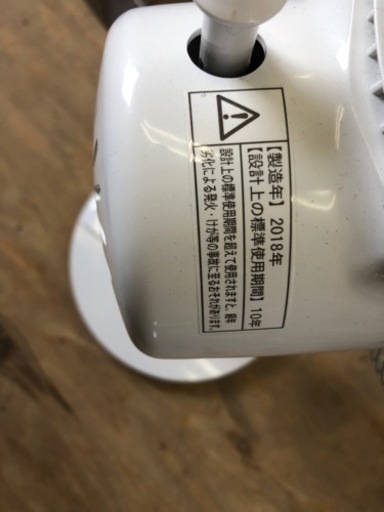 【製造年】 2018年
【設計上の標準使用期間】 10年
設計上の標準使用期間を超えて使用されますと、経年
劣化による発火・けが等の事故に至るおそれがあります。